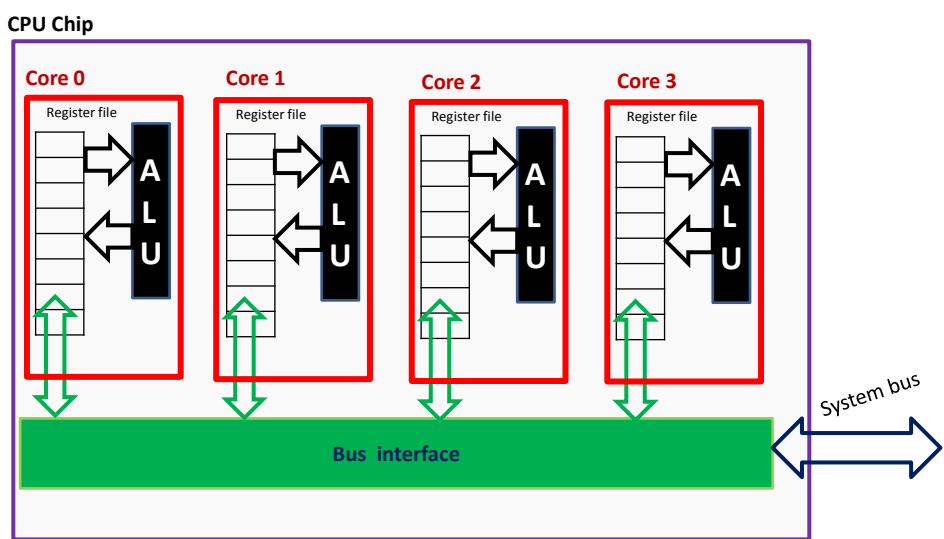 CPU Chip
Core 0
Core 1
Core 2
Core 3
Register file
Register file
Register file
Register file
A
L
U
A
L
U
A
L
U
A
L
U
System bus
Bus interface